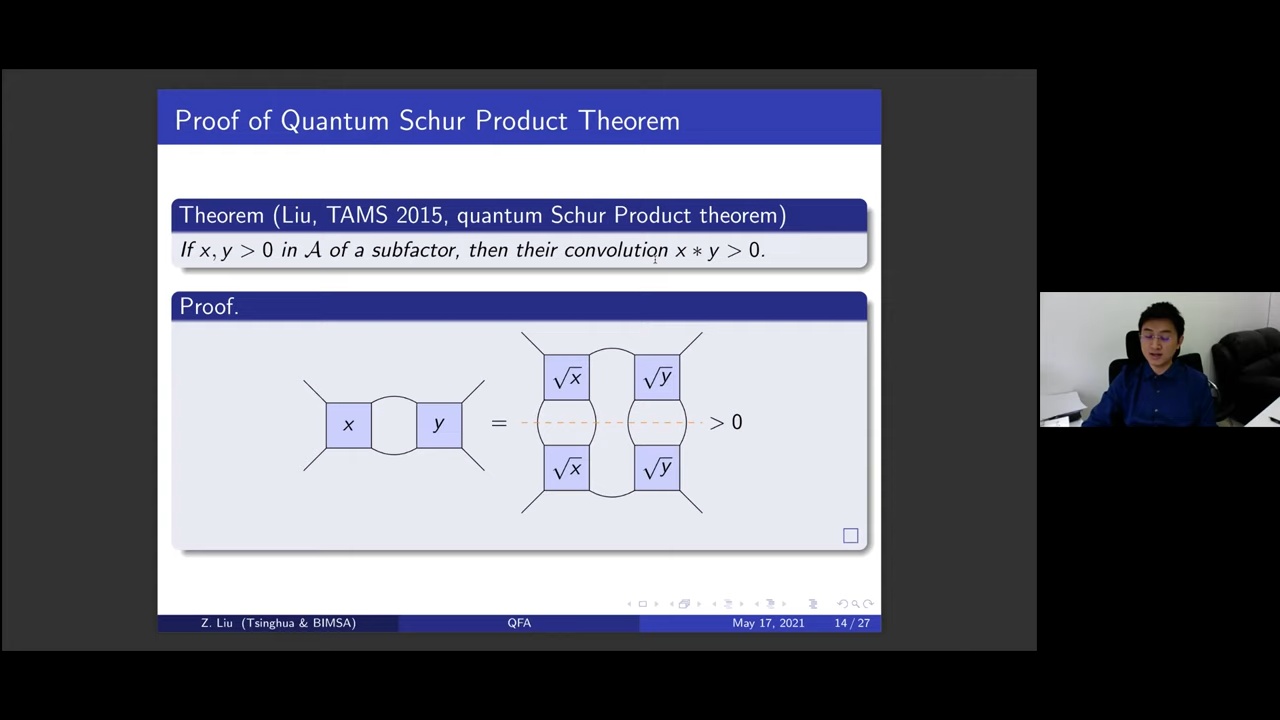 Proof of Quantum Schur Product Theorem
Theorem (Liu, TAMS 2015, quantum Schur Product theorem)
If x, y > 0 in 𝒜 of a subfactor, then their convolution x ∗ y > 0.
Proof.
√x √y
x y = > 0
√x √y
Z. Liu (Tsinghua & BIMSA) QFA May 17, 2021 14 / 27